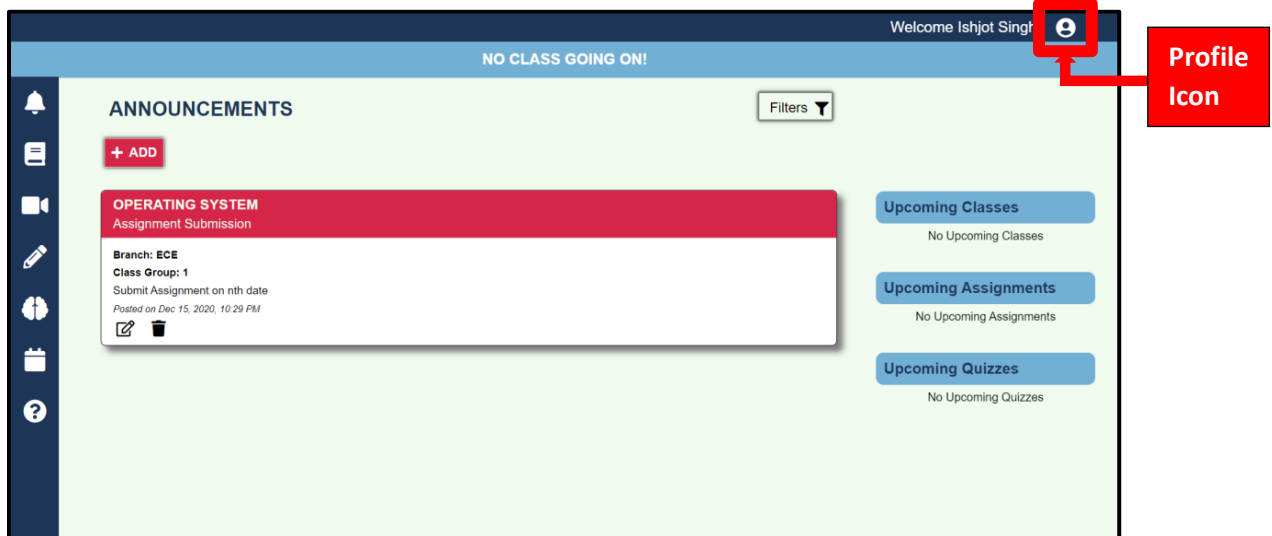 Welcome Ishjot Singh
NO CLASS GOING ON!
Profile
Icon
ANNOUNCEMENTS
Filters
+ ADD
OPERATING SYSTEM
Assignment Submission
Branch: ECE
Class Group: 1
Submit Assignment on nth date
Posted on Dec 15, 2020, 10:29 PM
Upcoming Classes
No Upcoming Classes
Upcoming Assignments
No Upcoming Assignments
Upcoming Quizzes
No Upcoming Quizzes